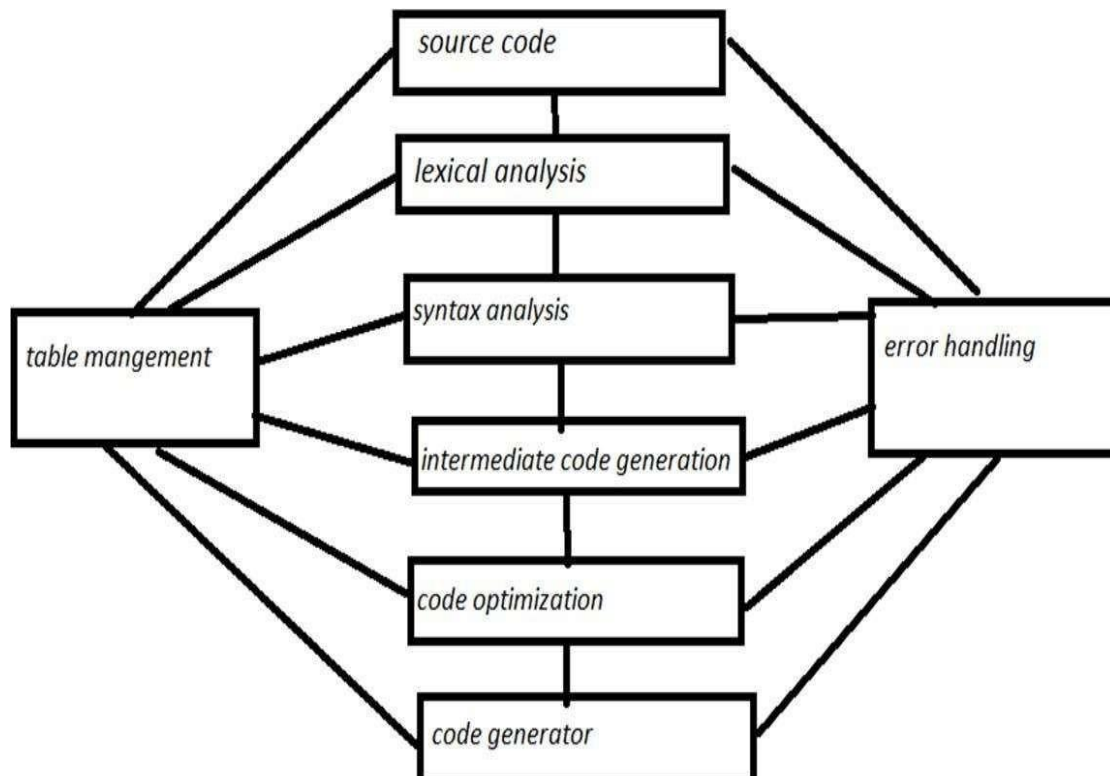 source code
lexical analysis
syntax analysis
table mangement
error handling
intermediate code generation
code optimization
code generator